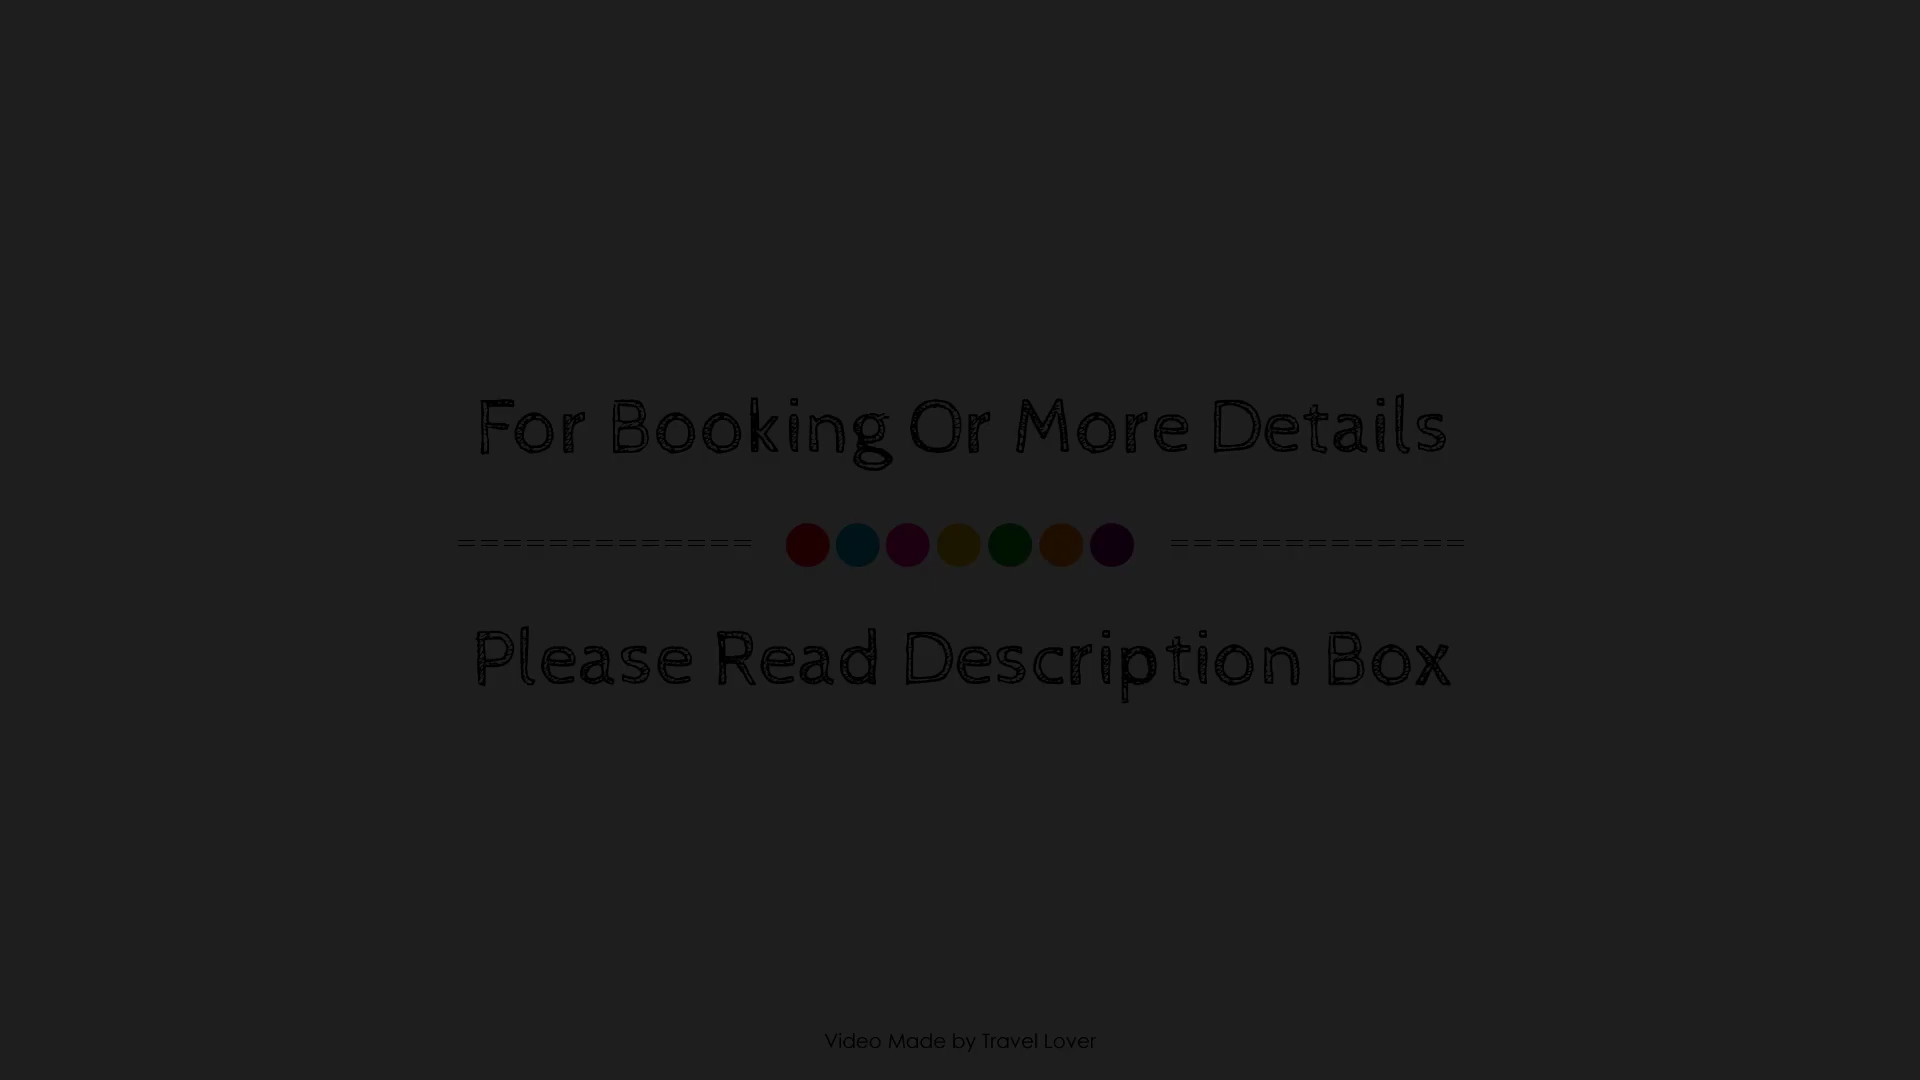 For Booking Or More Details
============= =============
Please Read Description Box
Video Made by Travel Lover